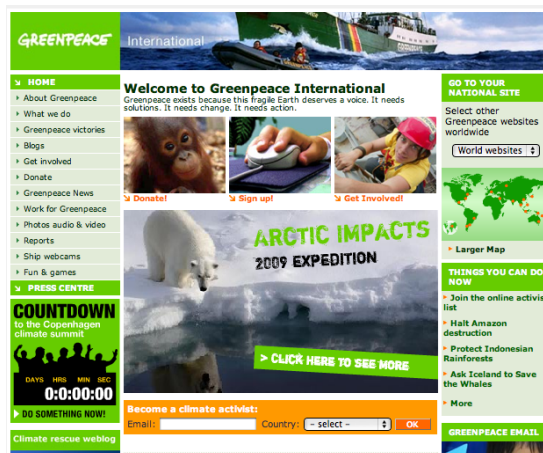 GREENPEACE International
GREENPEACE
HOME
About Greenpeace
What we do
Greenpeace victories
Blogs
Get involved
Donate
Greenpeace News
Work for Greenpeace
Photos audio & video
Reports
Ship webcams
Fun & games
PRESS CENTRE
COUNTDOWN
to the Copenhagen
climate summit
DAYS HRS MIN SEC
0:0:00:00
DO SOMETHING NOW!
Climate rescue weblog
Welcome to Greenpeace International
Greenpeace exists because this fragile Earth deserves a voice. It needs
solutions. It needs change. It needs action.
Donate!
Sign up!
Get Involved!
ARCTIC IMPACTS
2009 EXPEDITION
> CLICK HERE TO SEE MORE
Become a climate activist:
Email: Country: - select - OK
GO TO YOUR
NATIONAL SITE
Select other
Greenpeace websites
worldwide
World websites
Larger Map
THINGS YOU CAN DO
NOW
Join the online activis
list
Halt Amazon
destruction
Protect Indonesian
Rainforests
Ask Iceland to Save
the Whales
More
GREENPEACE EMAIL